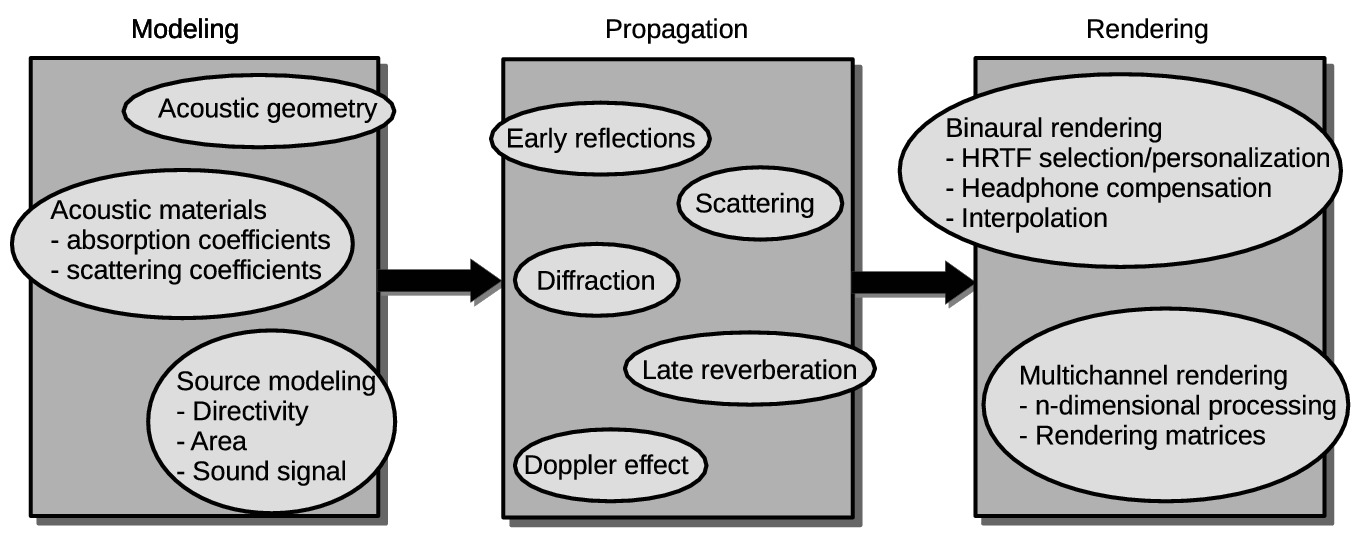 Modeling
Acoustic geometry
Acoustic materials
- absorption coefficients
- scattering coefficients
Source modeling
- Directivity
- Area
- Sound signal
Propagation
Early reflections
Scattering
Diffraction
Late reverberation
Doppler effect
Rendering
Binaural rendering
- HRTF selection/personalization
- Headphone compensation
- Interpolation
Multichannel rendering
- n-dimensional processing
- Rendering matrices